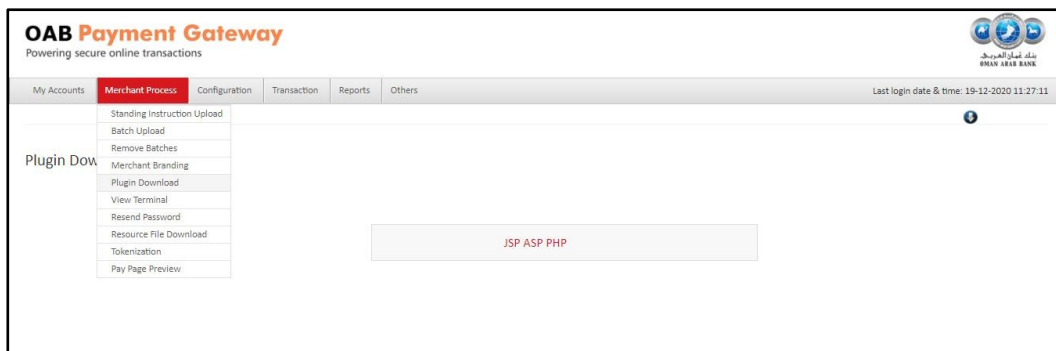 OAB Payment Gateway
Powering secure online transactions
بنك عُمان العربي
OMAN ARAB BANK
My Accounts Merchant Process Configuration Transaction Reports Others Last login date & time: 19-12-2020 11:27:11
Standing Instruction Upload
Batch Upload
Remove Batches
Plugin Dow
Merchant Branding
Plugin Download
View Terminal
Resend Password
Resource File Download
JSP ASP PHP
Tokenization
Pay Page Preview